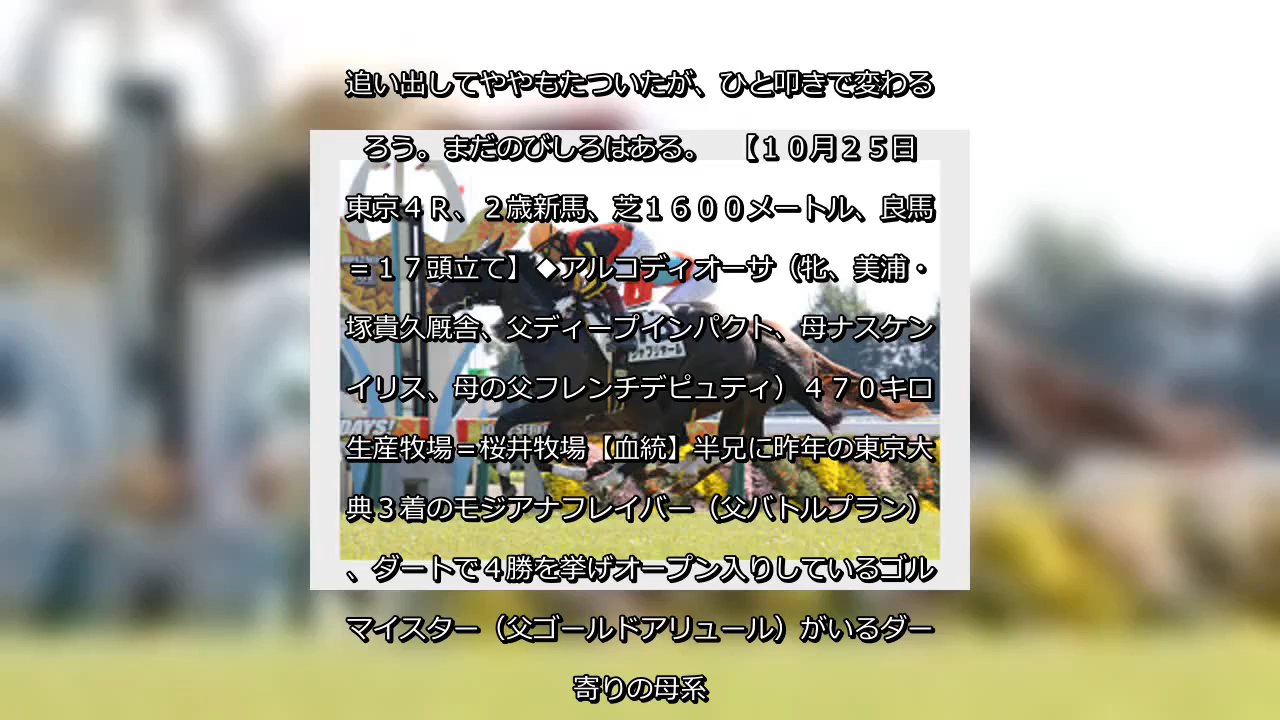 追い出してややもたついたが、ひと叩きで変わる
ろう。まだのびしろはある。　【１０月２５日
東京４Ｒ、２歳新馬、芝１６００メートル、良馬
＝１７頭立て】◆アルコディオーサ（牝、美浦・
塚貴久厩舎、父ディープインパクト、母ナスケン
イリス、母の父フレンチデピュティ）４７０キロ
生産牧場＝桜井牧場【血統】半兄に昨年の東京大
典３着のモジアナフレイバー（父バトルプラン）
、ダートで４勝を挙げオープン入りしているゴル
マイスター（父ゴールドアリュール）がいるダー
寄りの母系
DAYS!